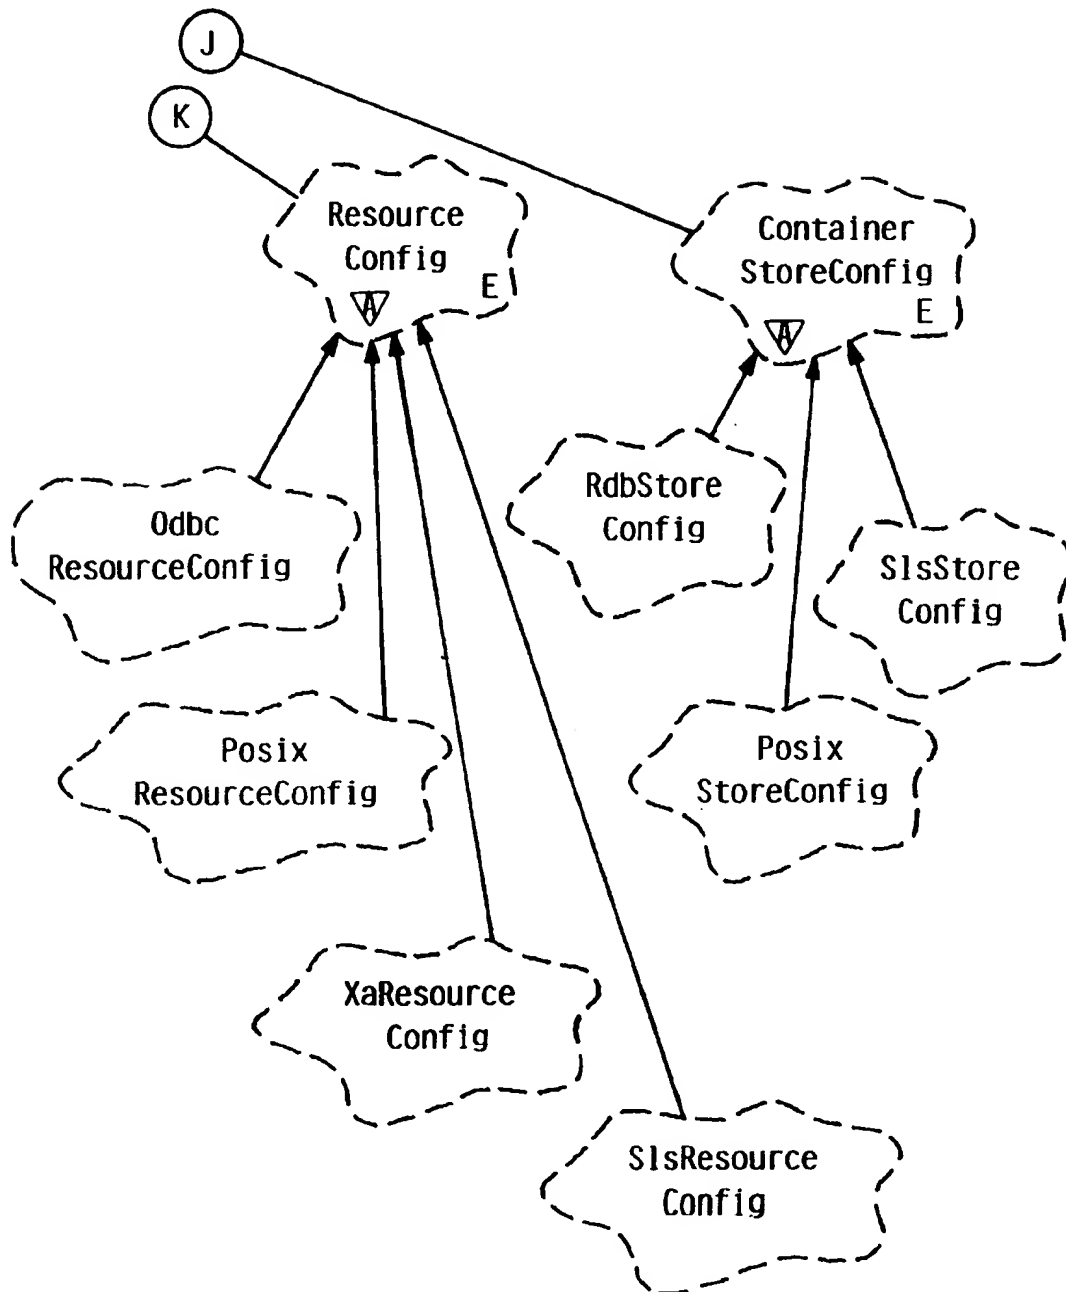 J
K
Resource
Config
A
E
Container
StoreConfig
A
E
Odbc
ResourceConfig
RdbStore
Config
SlsStore
Config
Posix
ResourceConfig
Posix
StoreConfig
XaResource
Config
SlsResource
Config